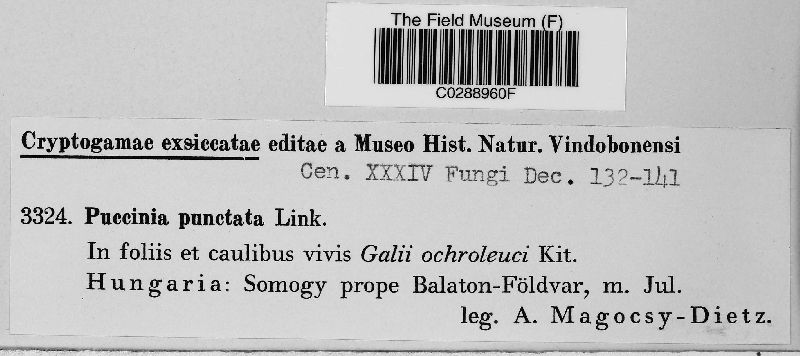 The Field Museum (F)
C0288960F
Cryptogamae exsiccatae editae a Museo Hist. Natur. Vindobonensi
Cen. XXXIV Fungi Dec. 132-141
3324. Puccinia punctata Link.
In foliis et caulibus vivis Galii ochroleuci Kit.
Hungaria: Somogy prope Balaton-Földvar, m. Jul.
leg. A. Magocsy-Dietz.